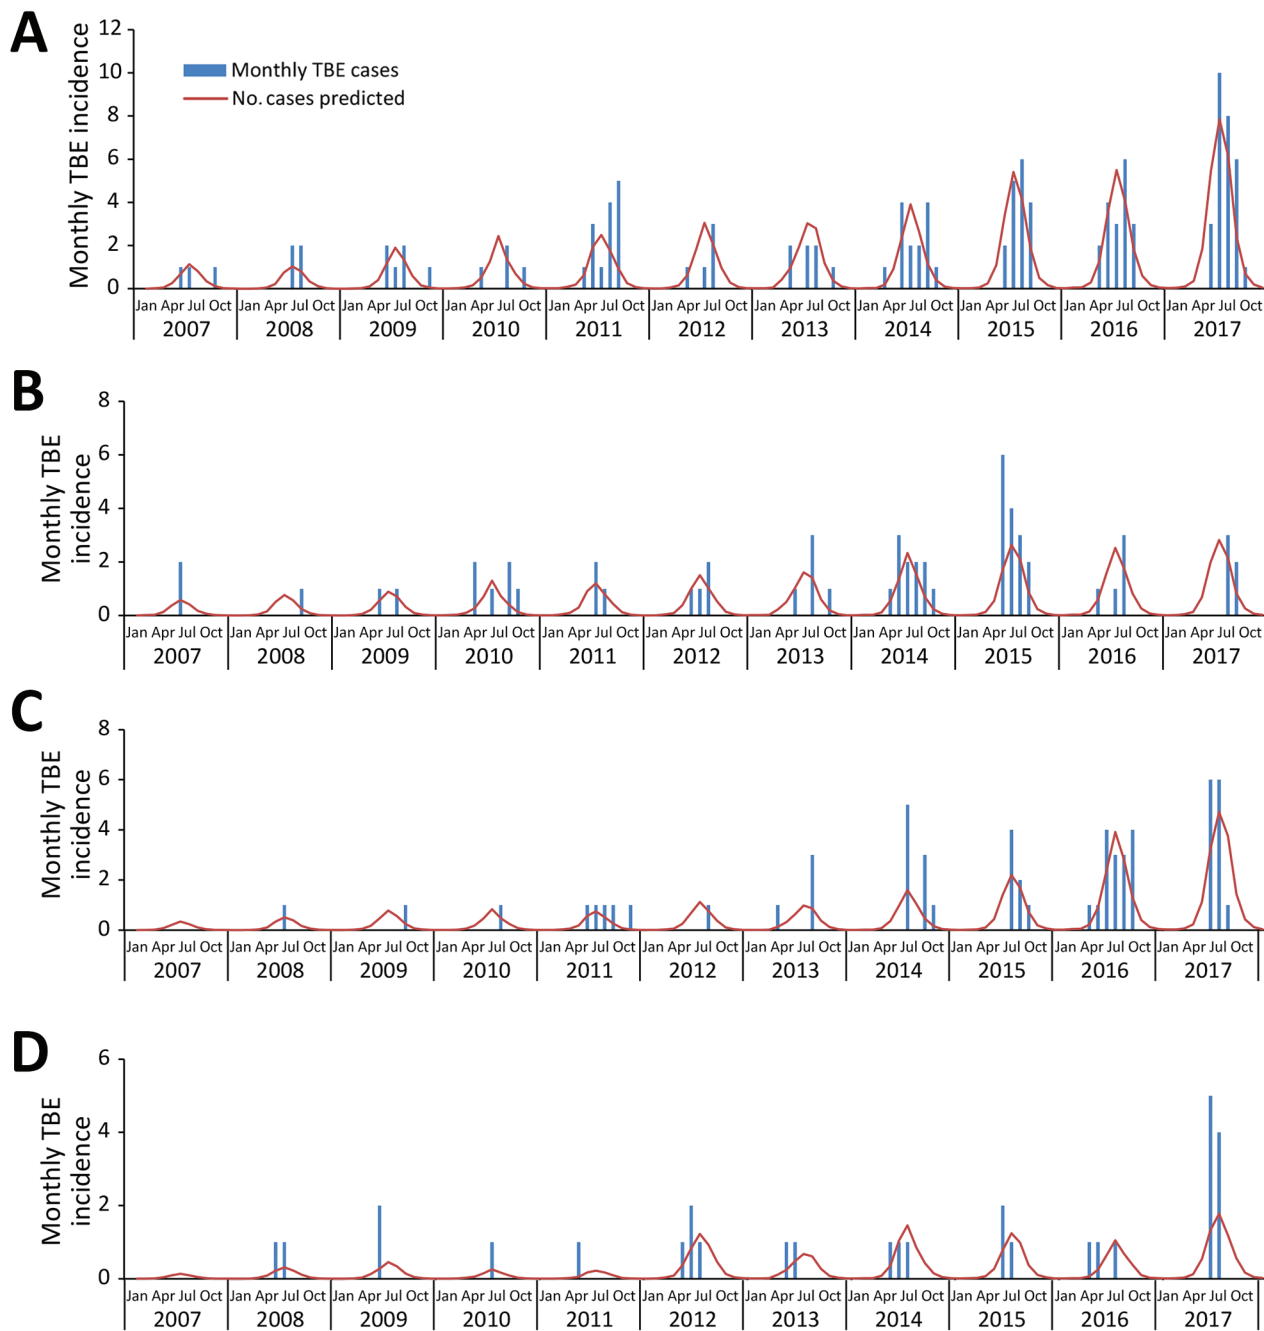 A
Monthly TBE incidence
12
10
8
6
4
2
0
Monthly TBE cases
No. cases predicted
Jan Apr Jul Oct Jan Apr Jul Oct Jan Apr Jul Oct Jan Apr Jul Oct Jan Apr Jul Oct Jan Apr Jul Oct Jan Apr Jul Oct Jan Apr Jul Oct Jan Apr Jul Oct Jan Apr Jul Oct Jan Apr Jul Oct
2007 2008 2009 2010 2011 2012 2013 2014 2015 2016 2017
B
Monthly TBE
incidence
8
6
4
2
0
Jan Apr Jul Oct Jan Apr Jul Oct Jan Apr Jul Oct Jan Apr Jul Oct Jan Apr Jul Oct Jan Apr Jul Oct Jan Apr Jul Oct Jan Apr Jul Oct Jan Apr Jul Oct Jan Apr Jul Oct Jan Apr Jul Oct
2007 2008 2009 2010 2011 2012 2013 2014 2015 2016 2017
C
Monthly TBE
incidence
8
6
4
2
0
Jan Apr Jul Oct Jan Apr Jul Oct Jan Apr Jul Oct Jan Apr Jul Oct Jan Apr Jul Oct Jan Apr Jul Oct Jan Apr Jul Oct Jan Apr Jul Oct Jan Apr Jul Oct Jan Apr Jul Oct Jan Apr Jul Oct
2007 2008 2009 2010 2011 2012 2013 2014 2015 2016 2017
D
Monthly TBE
incidence
6
4
2
0
Jan Apr Jul Oct Jan Apr Jul Oct Jan Apr Jul Oct Jan Apr Jul Oct Jan Apr Jul Oct Jan Apr Jul Oct Jan Apr Jul Oct Jan Apr Jul Oct Jan Apr Jul Oct Jan Apr Jul Oct Jan Apr Jul Oct
2007 2008 2009 2010 2011 2012 2013 2014 2015 2016 2017